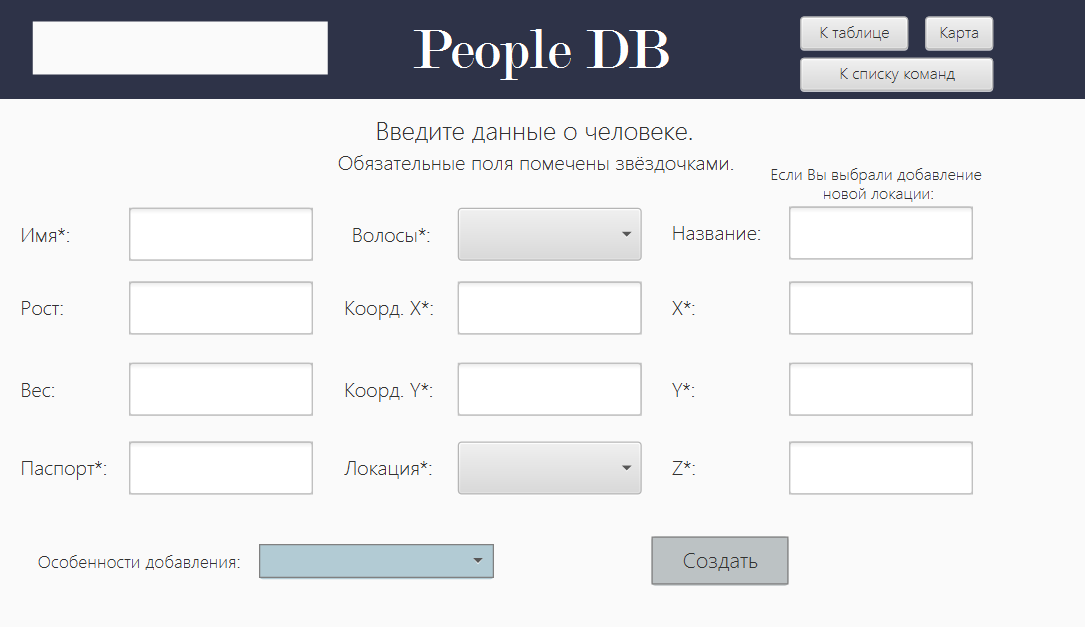 People DB
К таблице
Карта
К списку команд
Введите данные о человеке.
Обязательные поля помечены звёздочками.
Если Вы выбрали добавление
новой локации:
Имя*:
Волосы*:
Название:
Рост:
Коорд. X*:
X*:
Вес:
Коорд. Y*:
Y*:
Паспорт*:
Локация*:
Z*:
Особенности добавления:
Создать